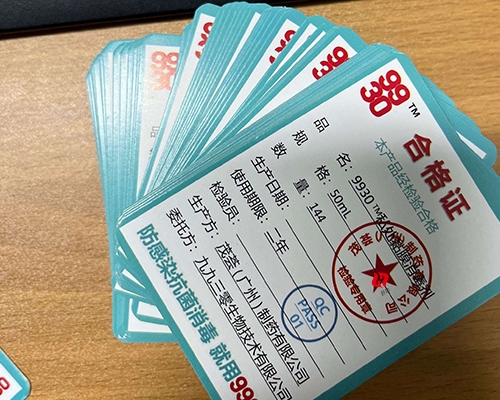 9930™
合格证
本产品经检验合格
品 名：9930™
规 格：50mL
数 量：144
生产日期：
使用期限：二年
检验员：
生产方：茂荟（广州）制药有限公司
委托方：九九三零生物技术有限公司
防感染抗菌消毒 就用99
QC
PASS
01
检验专用章
99
30